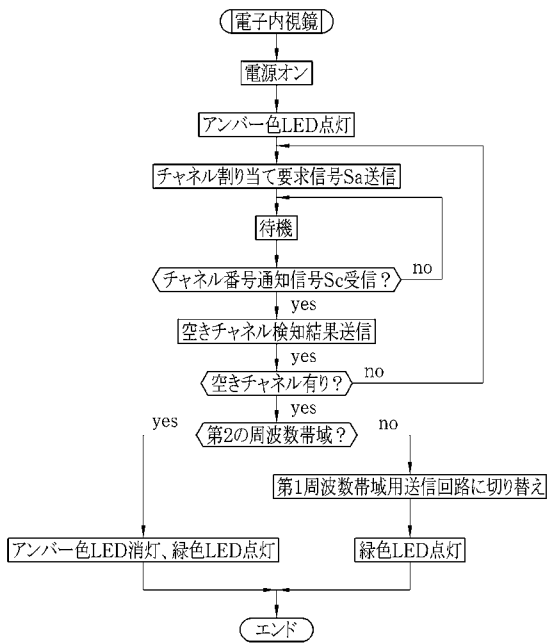 電子内視鏡
電源オン
アンバー色LED点灯
チャネル割り当て要求信号Sa送信
待機
チャネル番号通知信号Sc受信？
no
yes
空きチャネル検知結果送信
yes
空きチャネル有り？
no
yes
yes
第2の周波数帯域？
no
第1周波数帯域用送信回路に切り替え
アンバー色LED消灯、緑色LED点灯
緑色LED点灯
エンド